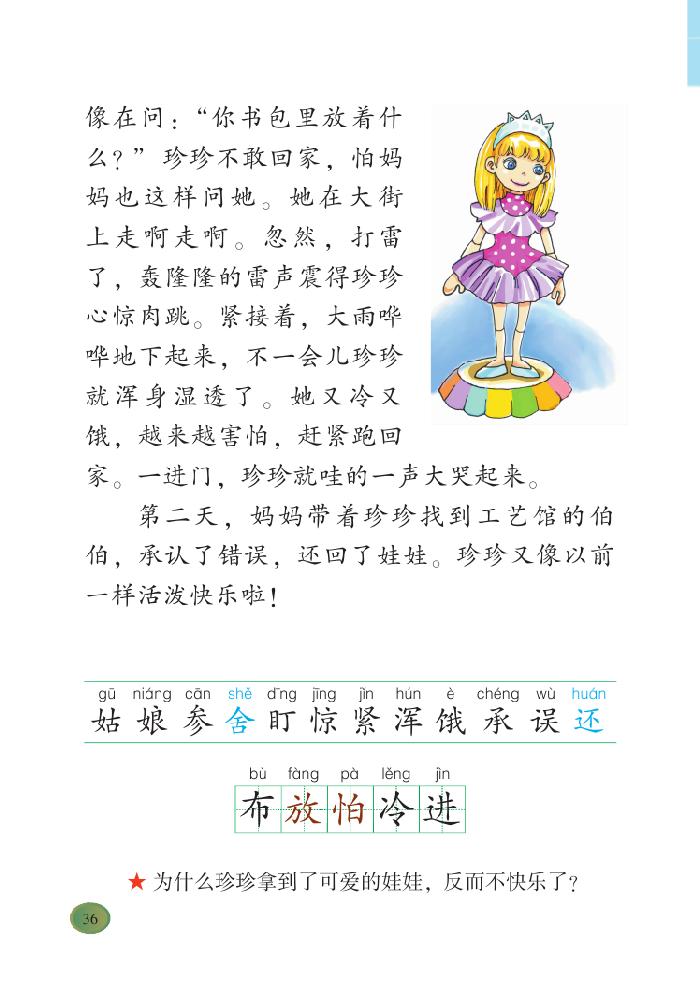 像在问：“你书包里放着什
么？”珍珍不敢回家，怕妈
妈也这样问她。她在大街
上走啊走啊。忽然，打雷
了，轰隆隆的雷声震得珍珍
心惊肉跳。紧接着，大雨哗
哗地下起来，不一会儿珍珍
就浑身湿透了。她又冷又
饿，越来越害怕，赶紧跑回
家。一进门，珍珍就哇的一声大哭起来。
第二天，妈妈带着珍珍找到工艺馆的伯
伯，承认了错误，还回了娃娃。珍珍又像以前
一样活泼快乐啦！
gū niáng cān shě dīng jīng jǐn hún è chéng wù huán
姑 娘 参 舍 盯 惊 紧 浑 饿 承 误 还
bù fàng pà lěng jìn
布 放 怕 冷 进
★ 为什么珍珍拿到了可爱的娃娃，反而不快乐了？
36